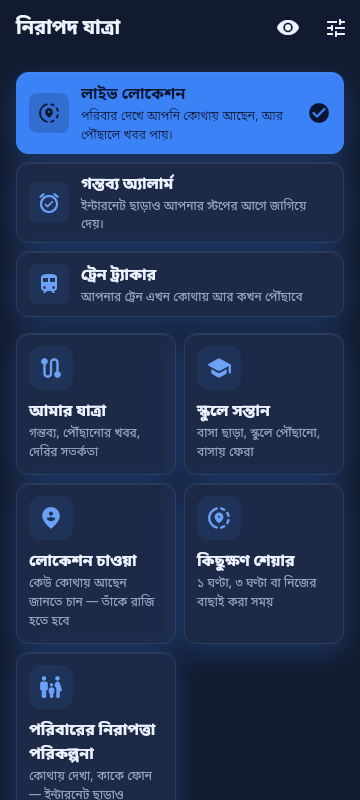 নিরাপদ যাত্রা
লাইভ লোকেশন
পরিবার দেখে আপনি কোথায় আছেন, আর
পৌঁছালে খবর পায়।
গন্তব্য অ্যালার্ম
ইন্টারনেট ছাড়াও আপনার স্টপের আগে জাগিয়ে
দেয়।
ট্রেন ট্র্যাকার
আপনার ট্রেন এখন কোথায় আর কখন পৌঁছাবে
আমার যাত্রা
গন্তব্য, পৌঁছানোর খবর,
দেরির সতর্কতা
স্কুলে সন্তান
বাসা ছাড়া, স্কুলে পৌঁছানো,
বাসায় ফেরা
লোকেশন চাওয়া
কেউ কোথায় আছেন
জানতে চান — তাঁকে রাজি
হতে হবে
কিছুক্ষণ শেয়ার
১ ঘণ্টা, ৩ ঘণ্টা বা নিজের
বাছাই করা সময়
পরিবারের নিরাপত্তা
পরিকল্পনা
কোথায় দেখা, কাকে ফোন
— ইন্টারনেট ছাড়াও